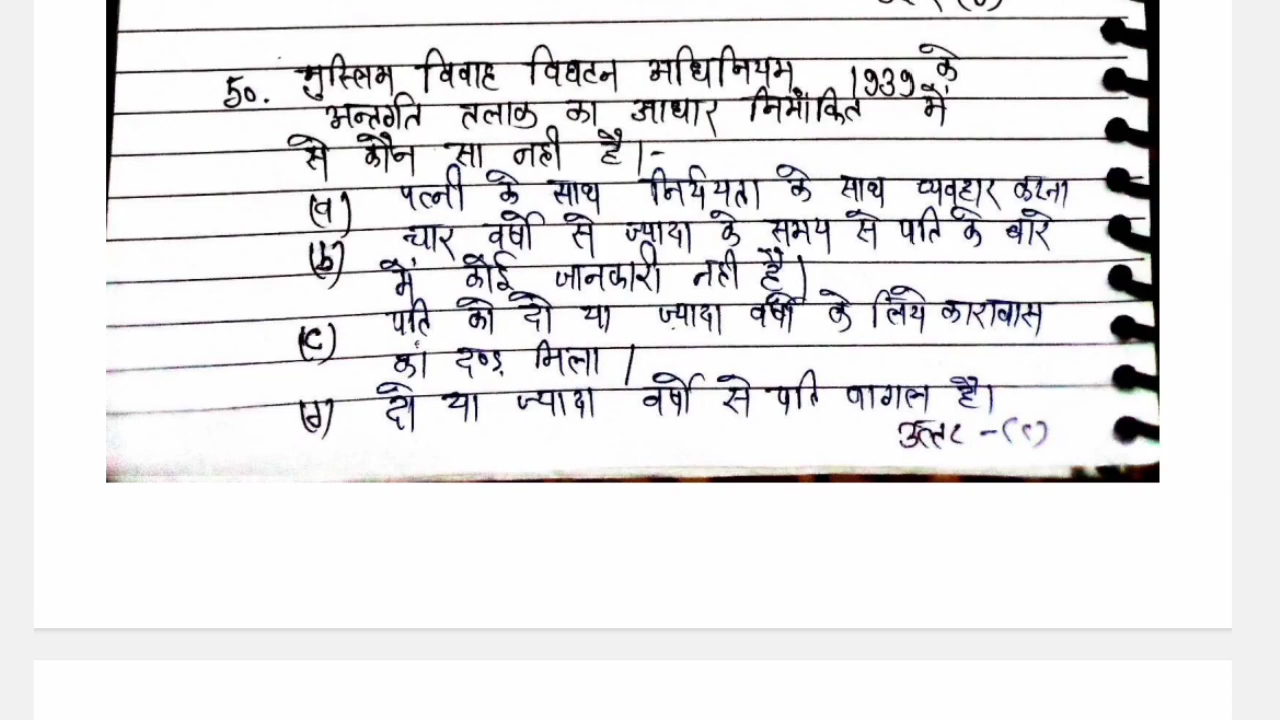 50. मुस्लिम विवाह विघटन अधिनियम, 1939 के
अन्तर्गत तलाक का आधार निमाँकित में
से कौन सा नही है।-
(a) पत्नी के साथ निर्दयता के साथ व्यवहार करना
(b) चार वर्षो से ज्यादा के समय से पति के बारे
में कोई जानकारी नही है।
(c) पति को दो या ज्यादा वर्षो के लिये कारावास
का दण्ड मिला।
(d) दो या ज्यादा वर्षो से पति पागल है।
उत्तर -(c)